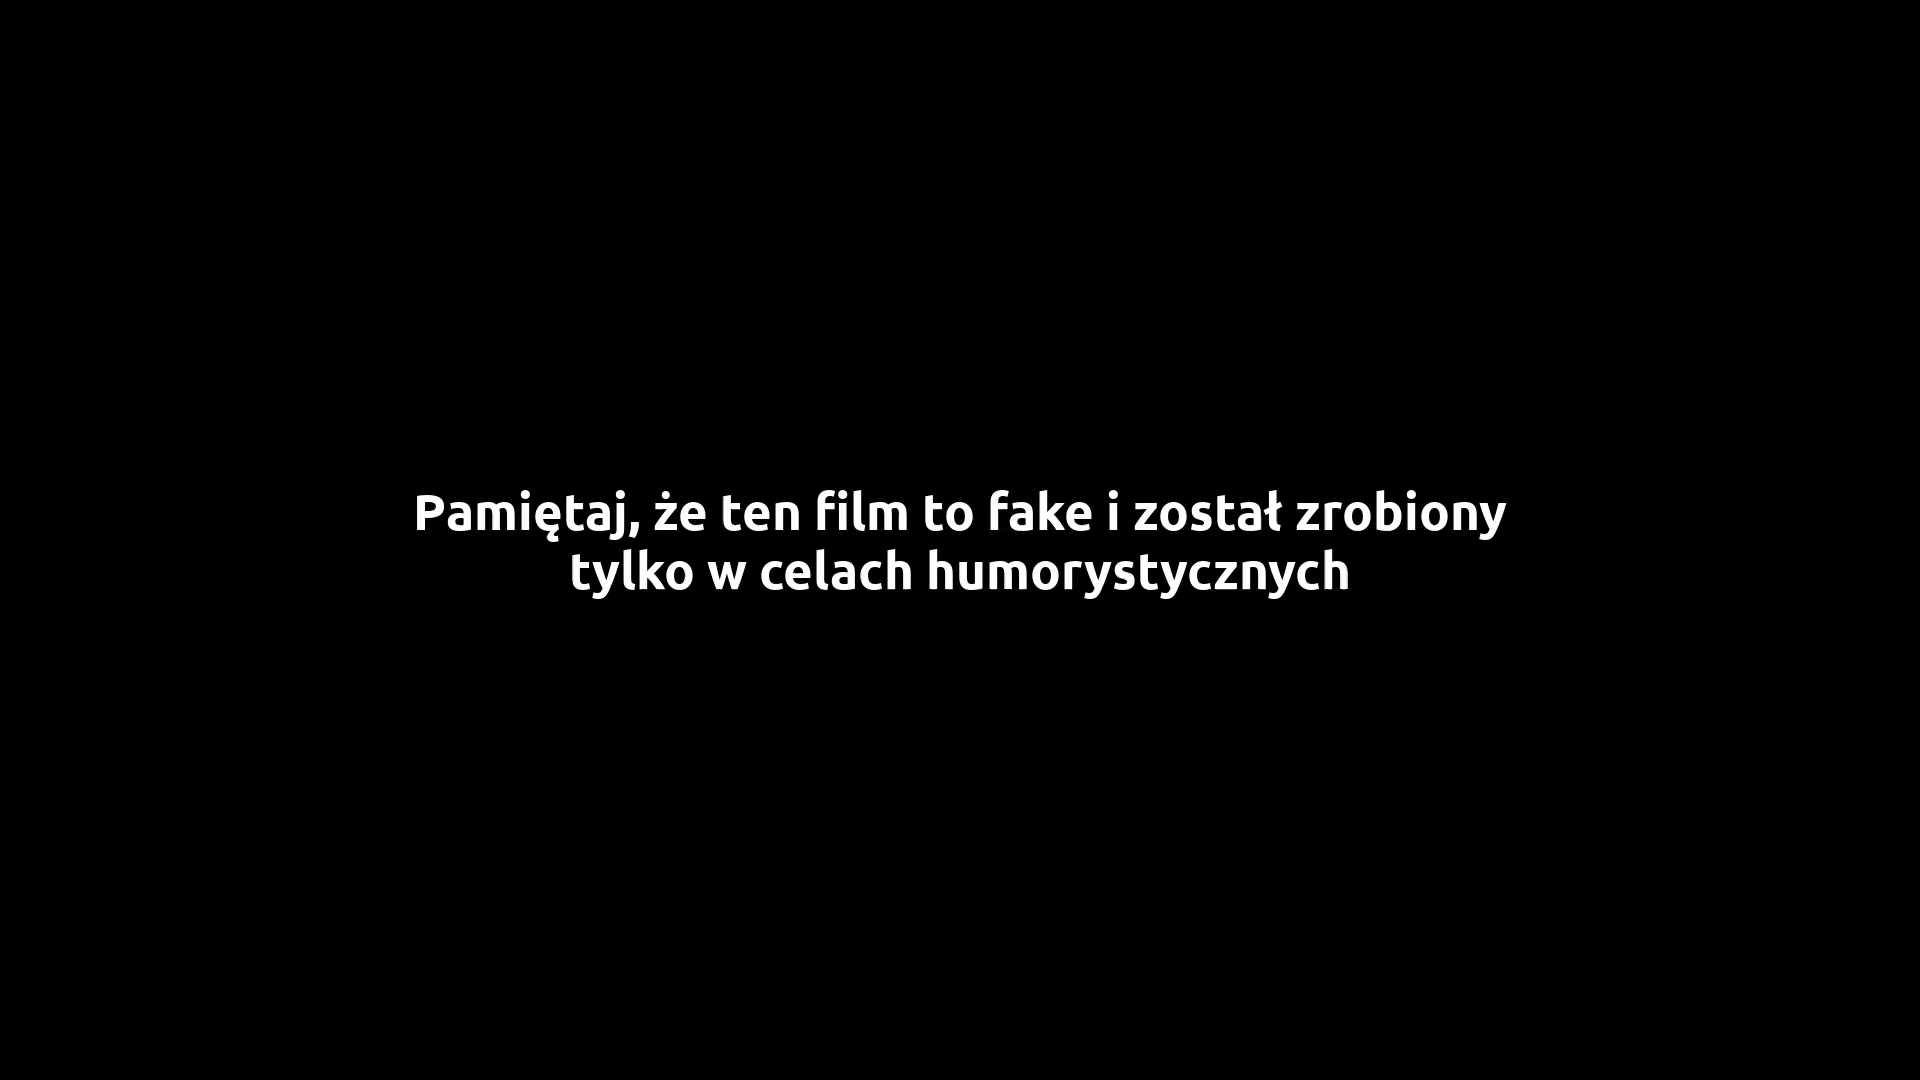 Pamiętaj, że ten film to fake i został zrobiony
tylko w celach humorystycznych